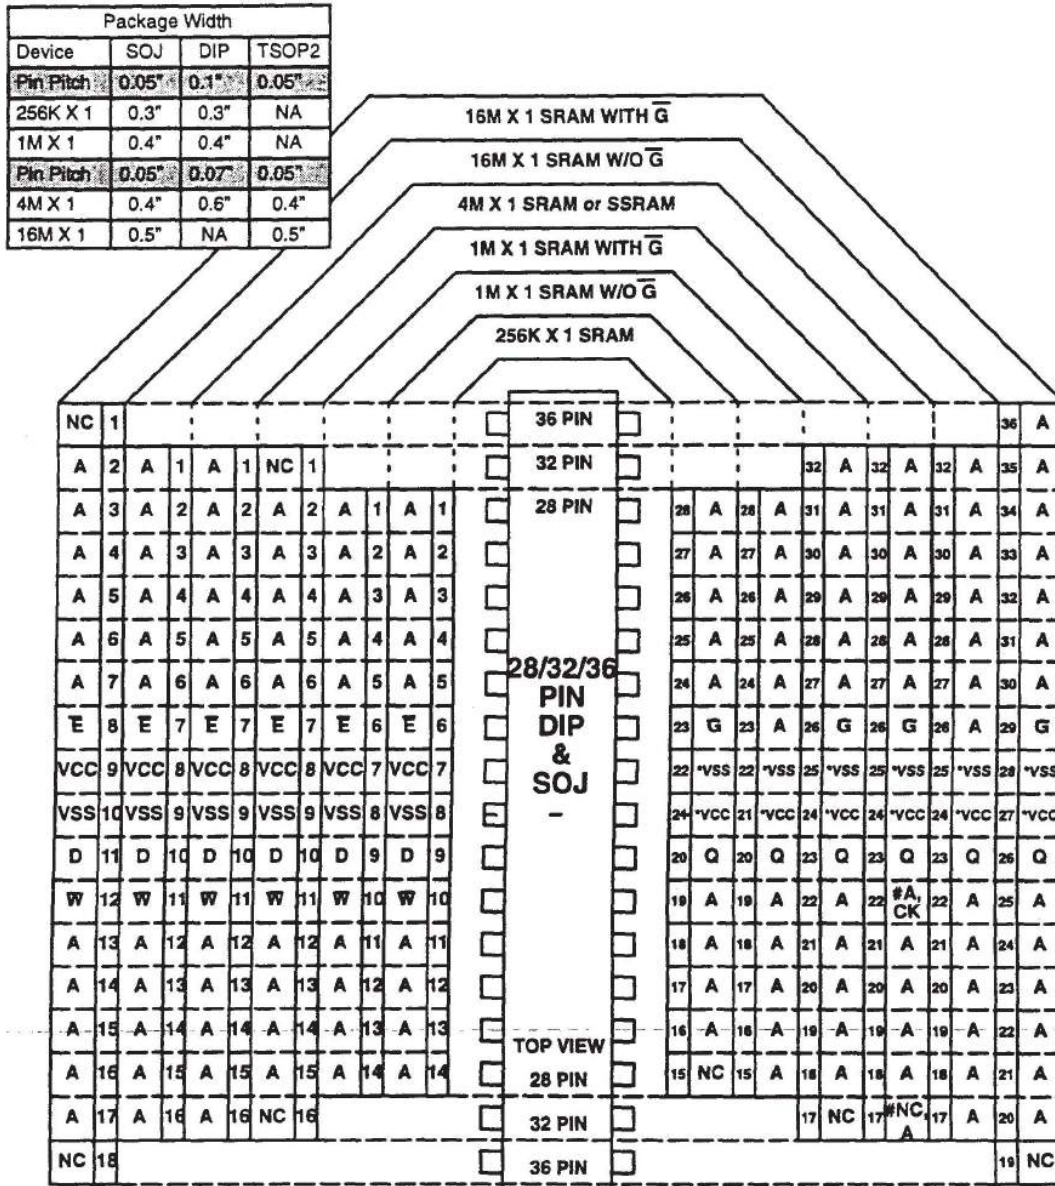 Package Width
Device SOJ DIP TSOP2
Pin Pitch 0.05" 0.1" 0.05"
256K X 1 0.3" 0.3" NA
1M X 1 0.4" 0.4" NA
Pin Pitch 0.05" 0.07" 0.05"
4M X 1 0.4" 0.6" 0.4"
16M X 1 0.5" NA 0.5"
16M X 1 SRAM WITH G̅
16M X 1 SRAM W/O G̅
4M X 1 SRAM or SSRAM
1M X 1 SRAM WITH G̅
1M X 1 SRAM W/O G̅
256K X 1 SRAM
NC 1 36 PIN 36 A
A 2 A 1 A 1 NC 1 32 PIN 32 A 32 A 32 A 35 A
A 3 A 2 A 2 A 2 A 1 A 1 28 PIN 28 A 28 A 31 A 31 A 31 A 34 A
A 4 A 3 A 3 A 3 A 2 A 2 27 A 27 A 30 A 30 A 30 A 33 A
A 5 A 4 A 4 A 4 A 3 A 3 26 A 26 A 29 A 29 A 29 A 32 A
A 6 A 5 A 5 A 5 A 4 A 4 25 A 25 A 28 A 28 A 28 A 31 A
A 7 A 6 A 6 A 6 A 5 A 5 24 A 24 A 27 A 27 A 27 A 30 A
E̅ 8 E̅ 7 E̅ 7 E̅ 7 E̅ 6 E̅ 6 23 G̅ 23 A 26 G̅ 26 G̅ 26 A 29 G̅
VCC 9 VCC 8 VCC 8 VCC 8 VCC 7 VCC 7 22 *VSS 22 *VSS 25 *VSS 25 *VSS 25 *VSS 28 *VSS
VSS 10 VSS 9 VSS 9 VSS 9 VSS 8 VSS 8 24 *VCC 21 *VCC 24 *VCC 24 *VCC 24 *VCC 27 *VCC
D 11 D 10 D 10 D 10 D 9 D 9 20 Q 20 Q 23 Q 23 Q 23 Q 26 Q
W̅ 12 W̅ 11 W̅ 11 W̅ 11 W̅ 10 W̅ 10 19 A 19 A 22 A 22 #A, CK 22 A 25 A
A 13 A 12 A 12 A 12 A 11 A 11 18 A 18 A 21 A 21 A 21 A 24 A
A 14 A 13 A 13 A 13 A 12 A 12 17 A 17 A 20 A 20 A 20 A 23 A
A 15 A 14 A 14 A 14 A 13 A 13 16 A 16 A 19 A 19 A 19 A 22 A
A 16 A 15 A 15 A 15 A 14 A 14 28 PIN 15 NC 15 A 18 A 18 A 18 A 21 A
A 17 A 16 A 16 NC 16 32 PIN 17 NC 17 #NC, A 17 A 20 A
NC 18 36 PIN 19 NC
28/32/36
PIN
DIP
&
SOJ
-
TOP VIEW